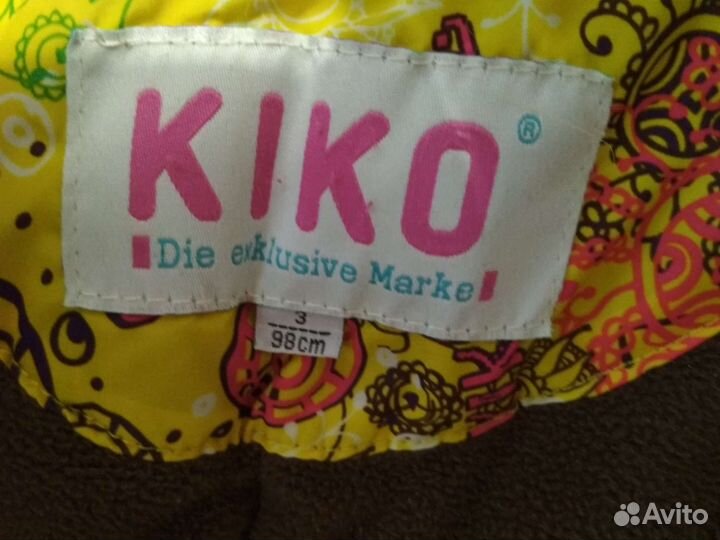 KIKO ®
Die exklusive Marke
3
98cm
Avito